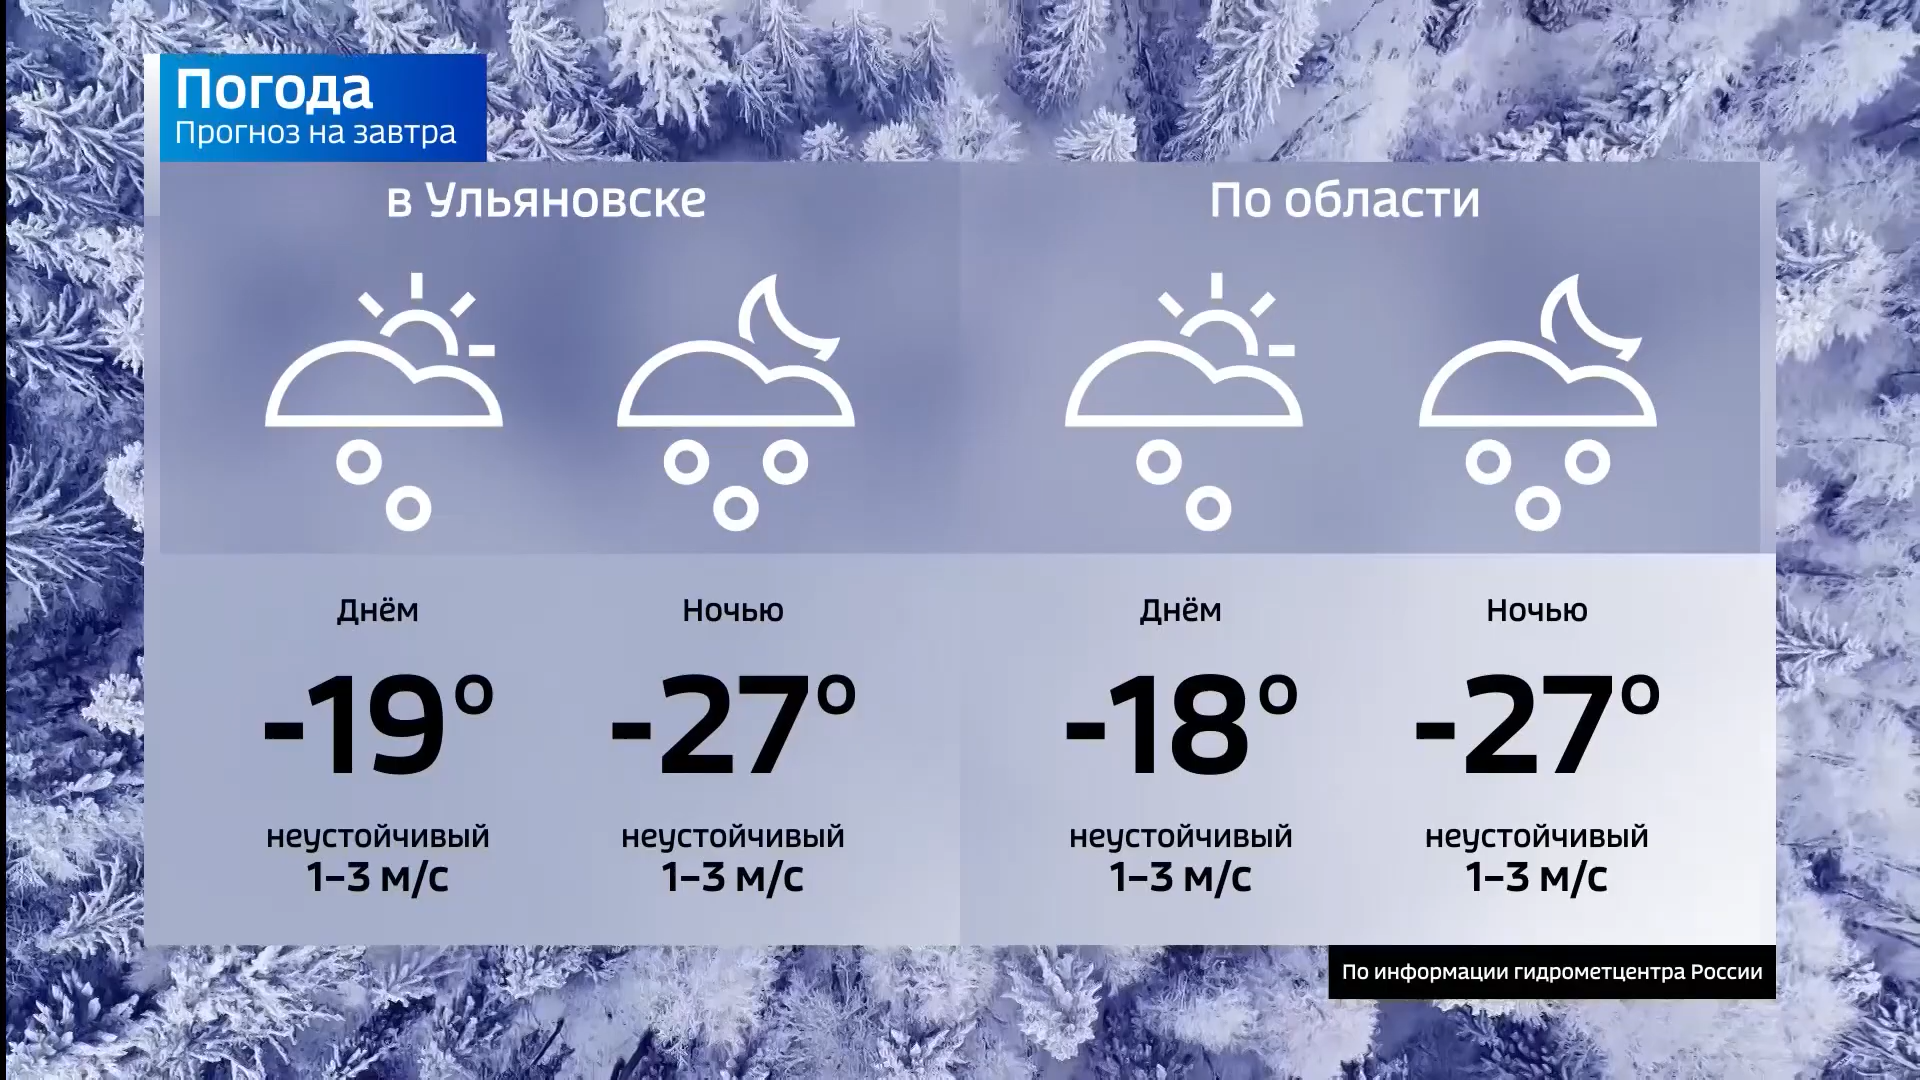 Погода
Прогноз на завтра
в Ульяновске
По области
Днём
Ночью
Днём
Ночью
-19°
-27°
-18°
-27°
неустойчивый
1-3 м/с
неустойчивый
1-3 м/с
неустойчивый
1-3 м/с
неустойчивый
1-3 м/с
По информации гидрометцентра России